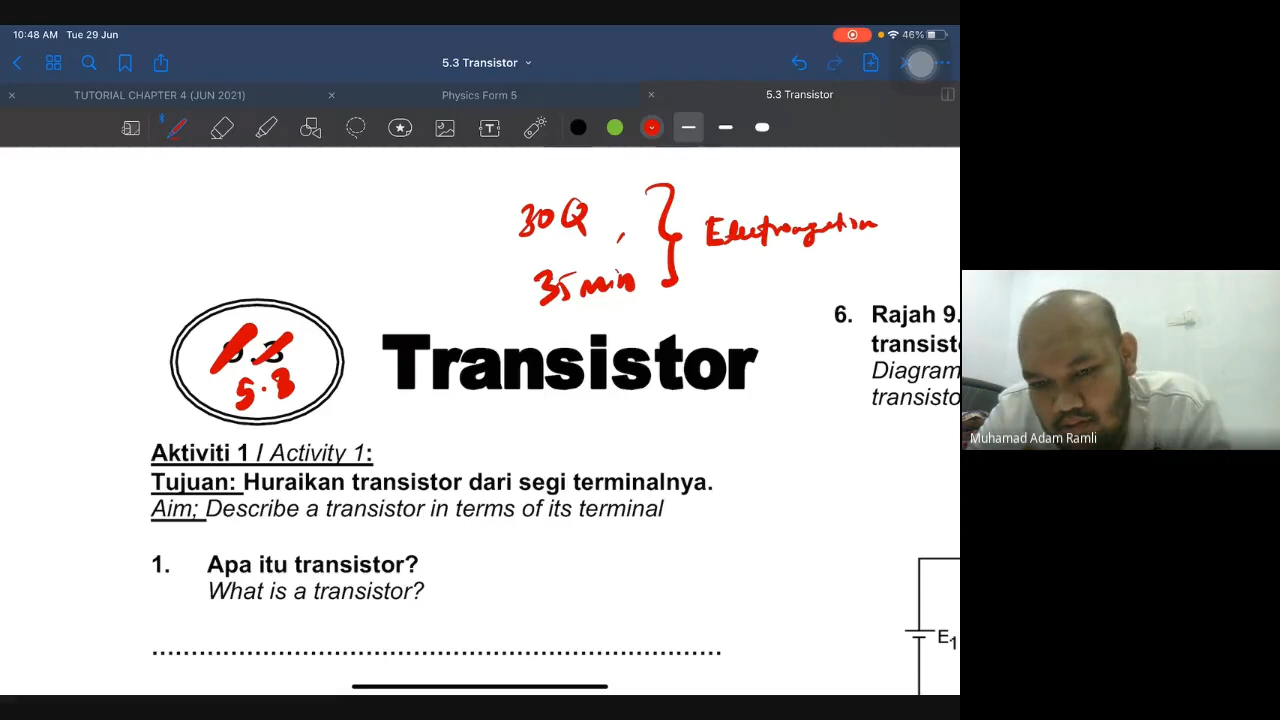 10:48 AM Tue 29 Jun
46%
5.3 Transistor
TUTORIAL CHAPTER 4 (JUN 2021)
Physics Form 5
5.3 Transistor
30Q ,
35 min
5.3
Transistor
Aktiviti 1 / Activity 1:
Tujuan: Huraikan transistor dari segi terminalnya.
Aim; Describe a transistor in terms of its terminal
1. Apa itu transistor?
What is a transistor?
6. Rajah 9.
transist
Diagram
transisto
E1
Muhamad Adam Ramli